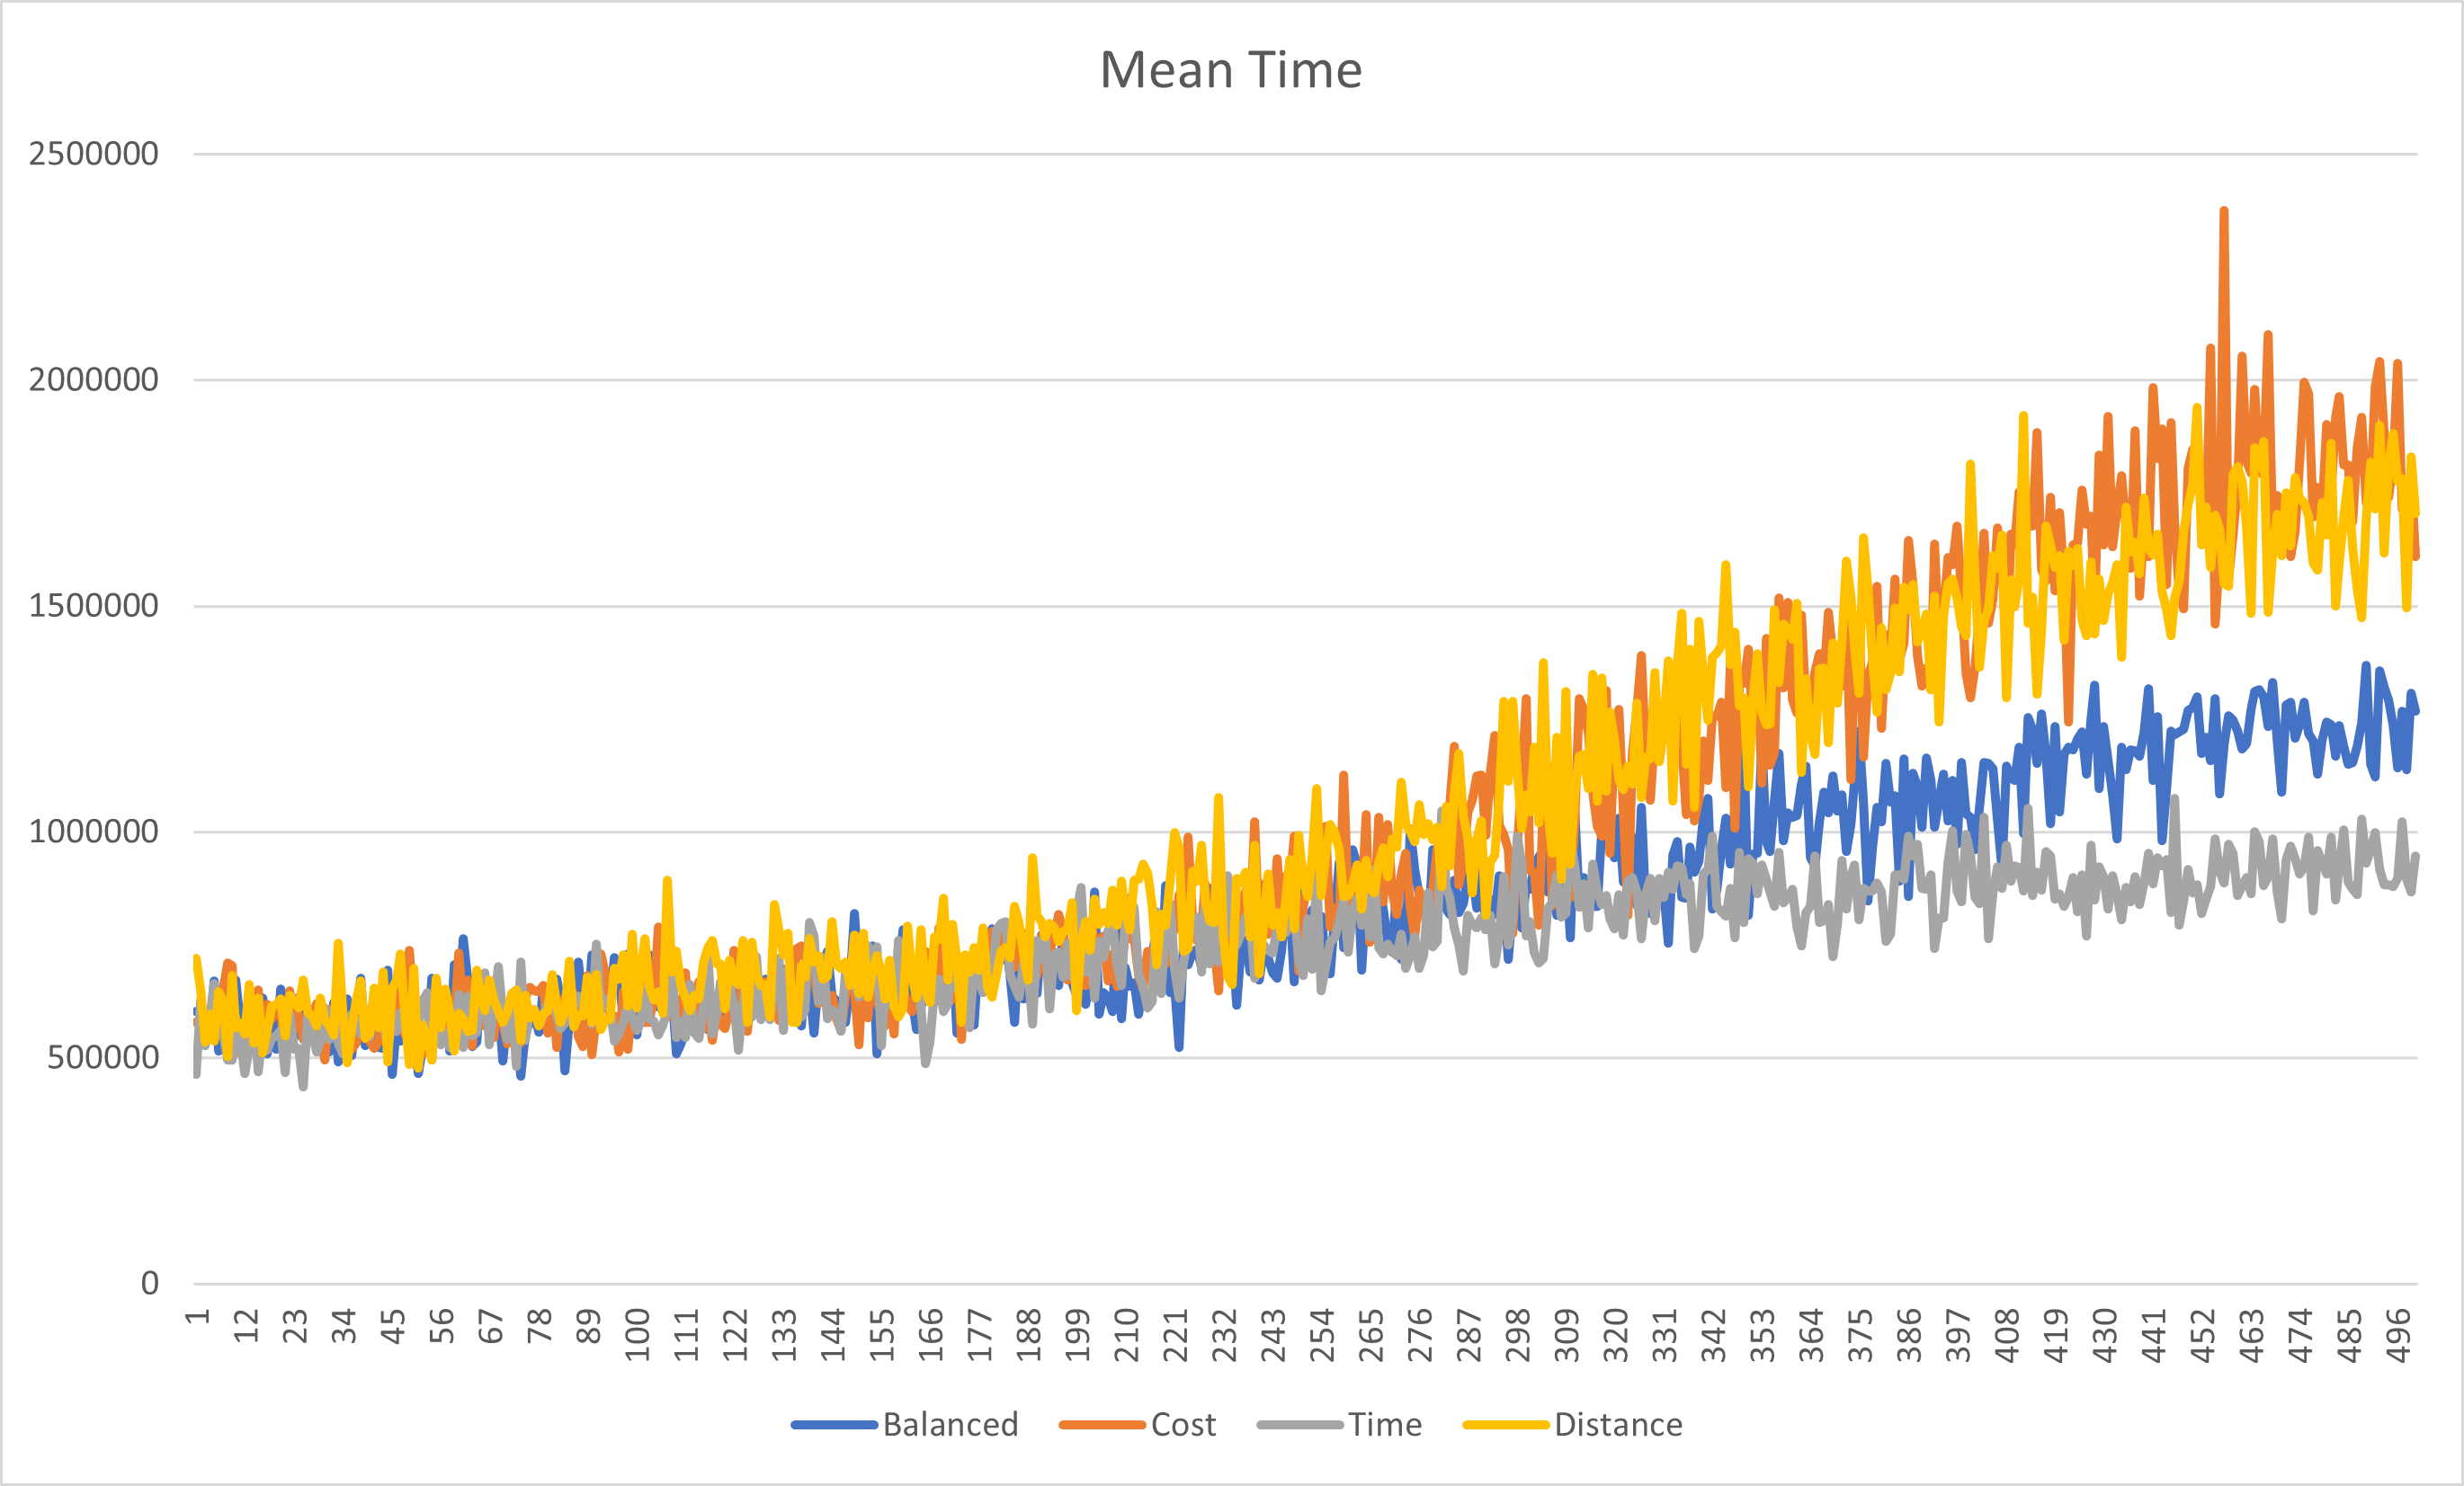 Mean Time
2500000
2000000
1500000
1000000
500000
0
1 12 23 34 45 56 67 78 89 100 111 122 133 144 155 166 177 188 199 210 221 232 243 254 265 276 287 298 309 320 331 342 353 364 375 386 397 408 419 430 441 452 463 474 485 496
Balanced Cost Time Distance